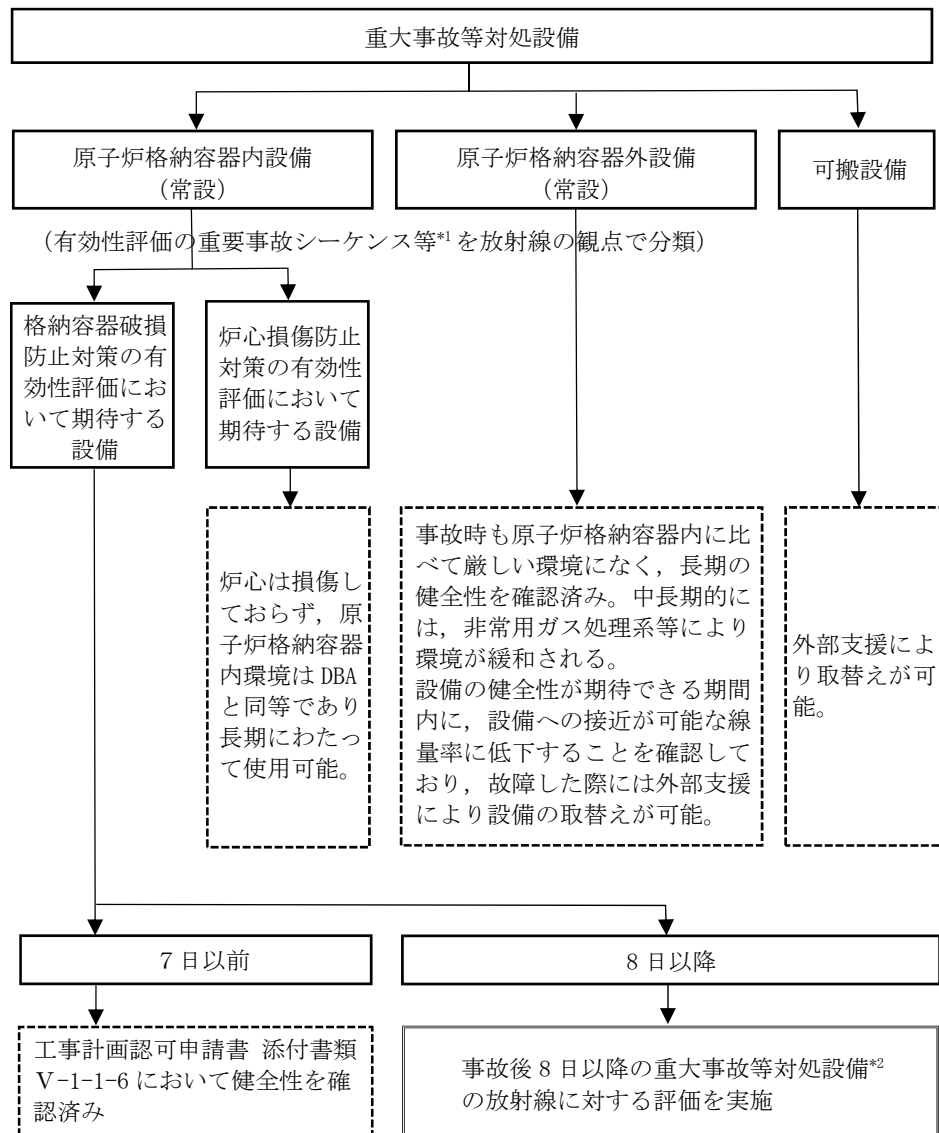 重大事故等対処設備
原子炉格納容器内設備
（常設）
原子炉格納容器外設備
（常設）
可搬設備
（有効性評価の重要事故シーケンス等*1を放射線の観点で分類）
格納容器破損
防止対策の有
効性評価にお
いて期待する
設備
炉心損傷防止
対策の有効性
評価において
期待する設備
炉心は損傷し
ておらず，原
子炉格納容器
内環境は DBA
と同等であり
長期にわたっ
て使用可能。
事故時も原子炉格納容器内に比
べて厳しい環境になく，長期の
健全性を確認済み。中長期的に
は，非常用ガス処理系等により
環境が緩和される。
設備の健全性が期待できる期間
内に，設備への接近が可能な線
量率に低下することを確認して
おり，故障した際には外部支援
により設備の取替えが可能。
外部支援によ
り取替えが可
能。
7 日以前
8 日以降
工事計画認可申請書 添付書類
Ⅴ-1-1-6 において健全性を確
認済み
事故後 8 日以降の重大事故等対処設備*2
の放射線に対する評価を実施